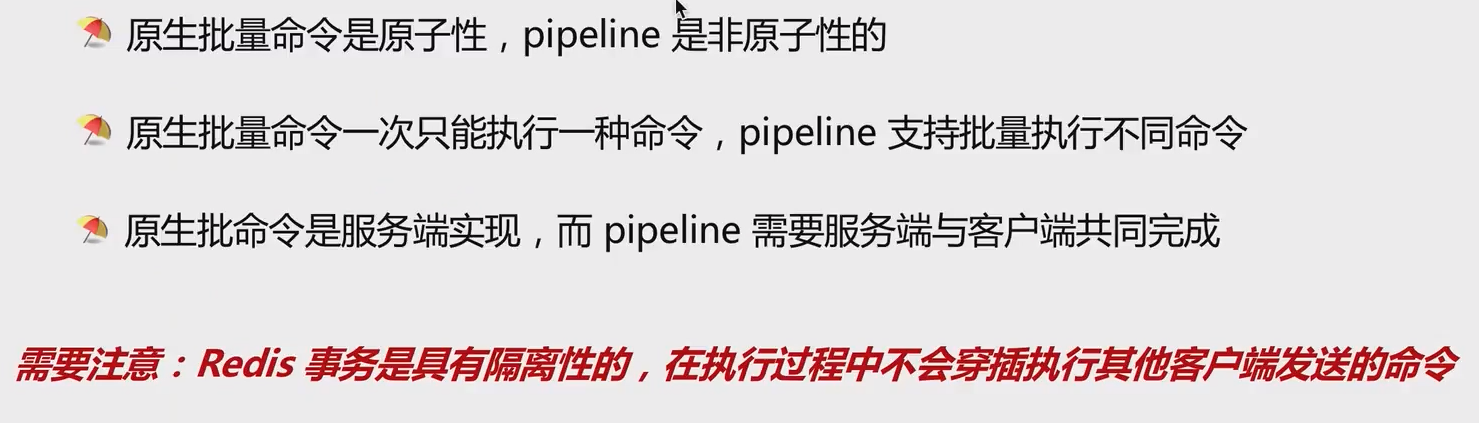 原生批量命令是原子性，pipeline 是非原子性的
原生批量命令一次只能执行一种命令，pipeline 支持批量执行不同命令
原生批命令是服务端实现，而 pipeline 需要服务端与客户端共同完成
需要注意：Redis 事务是具有隔离性的，在执行过程中不会穿插执行其他客户端发送的命令